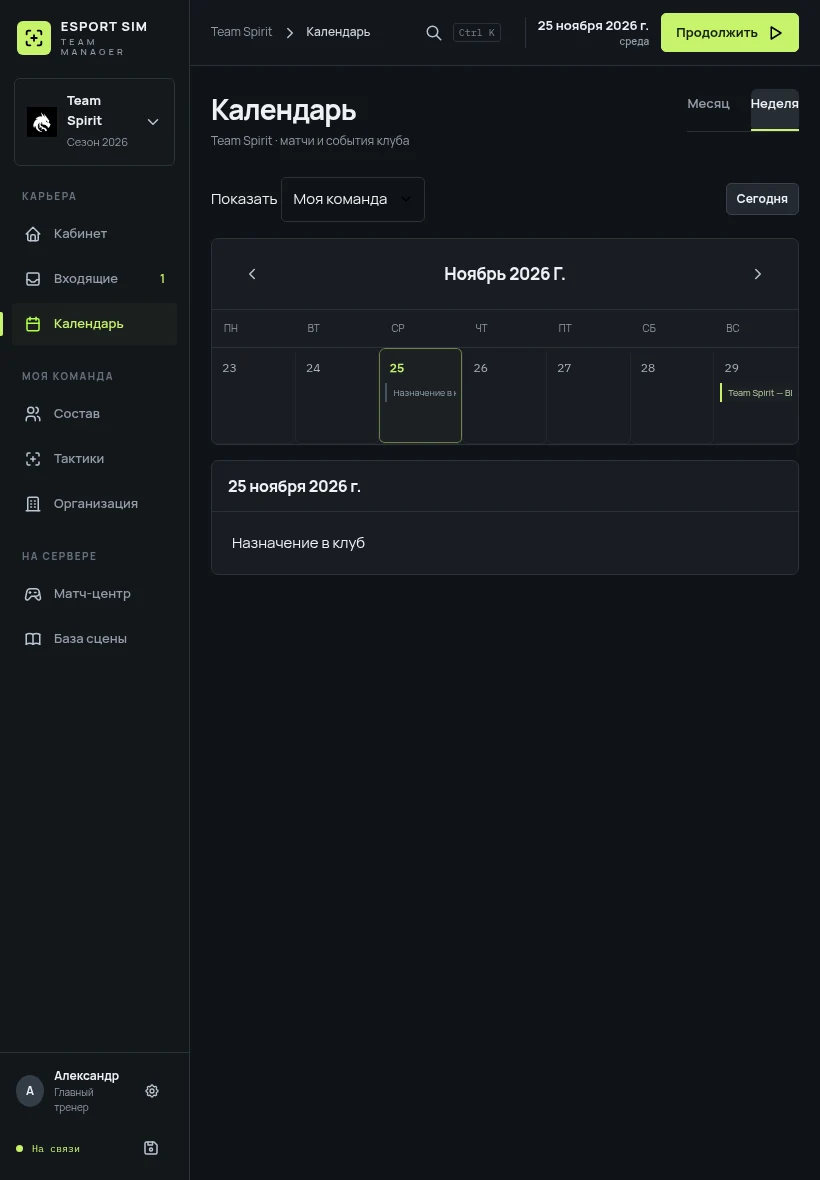 ESPORT SIM
TEAM
MANAGER
Team
Spirit
Сезон 2026
КАРЬЕРА
Кабинет
Входящие 1
Календарь
МОЯ КОМАНДА
Состав
Тактики
Организация
НА СЕРВЕРЕ
Матч-центр
База сцены
А
Александр
Главный
тренер
На связи
Team Spirit Календарь
Ctrl K
25 ноября 2026 г.
среда
Продолжить
Календарь
Team Spirit · матчи и события клуба
Месяц Неделя
Показать Моя команда
Сегодня
Ноябрь 2026 Г.
ПН ВТ СР ЧТ ПТ СБ ВС
23 24 25 26 27 28 29
Назначение в
Team Spirit —
25 ноября 2026 г.
Назначение в клуб